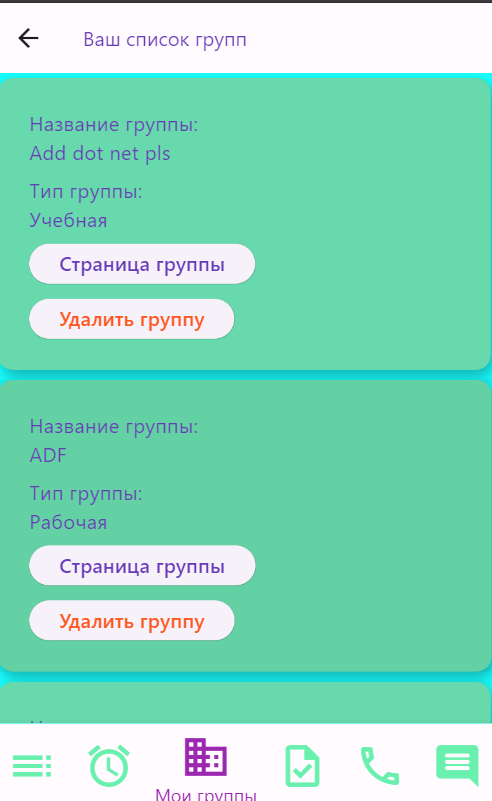 Ваш список групп
Название группы:
Add dot net pls
Тип группы:
Учебная
Страница группы
Удалить группу
Название группы:
ADF
Тип группы:
Рабочая
Страница группы
Удалить группу
Мои группы